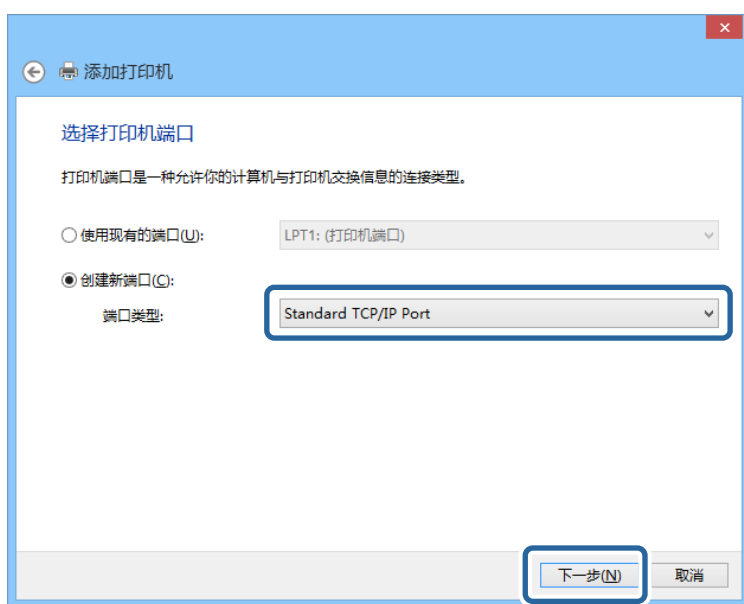 添加打印机
选择打印机端口
打印机端口是一种允许你的计算机与打印机交换信息的连接类型。
使用现有的端口(U): LPT1: (打印机端口)
创建新端口(C):
端口类型: Standard TCP/IP Port
下一步(N) 取消